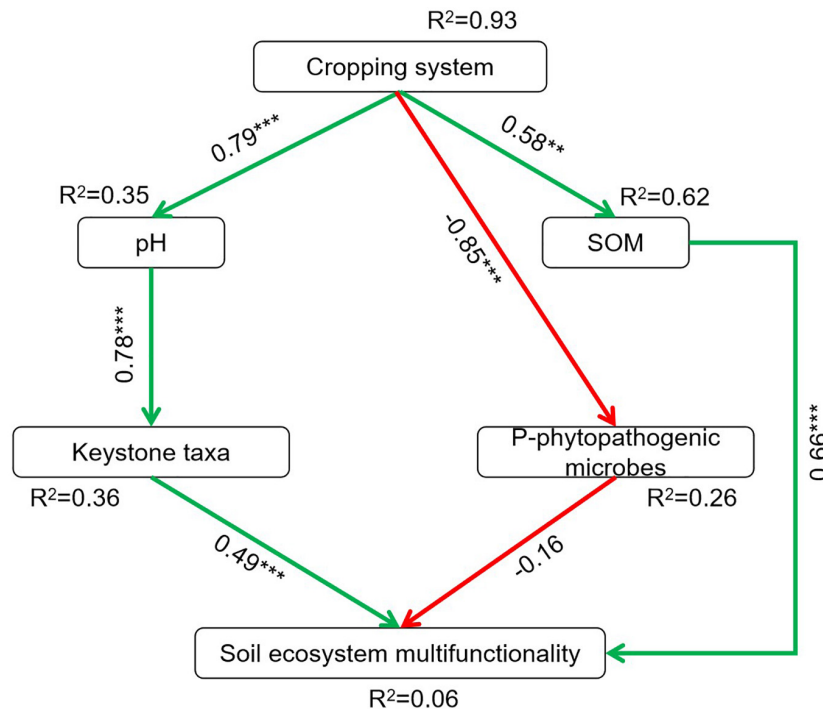 R²=0.93
Cropping system
0.79***
0.58**
R²=0.35
R²=0.62
pH
SOM
-0.85***
0.78***
0.66***
Keystone taxa
P-phytopathogenic
microbes
R²=0.36
R²=0.26
0.49***
-0.16
Soil ecosystem multifunctionality
R²=0.06